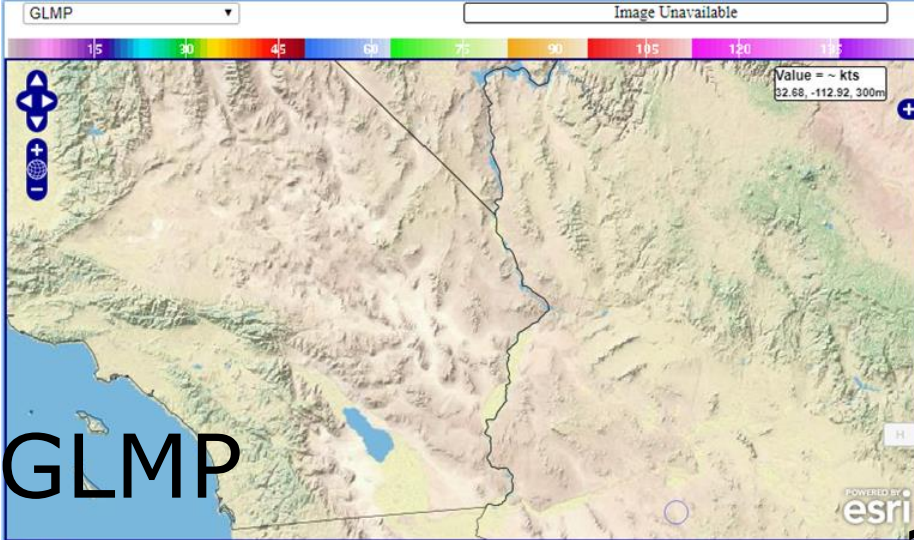 GLMP
Image Unavailable
15 30 45 60 75 90 105 120 135
Value = ~ kts
32.68, -112.92, 300m
H
GLMP
POWERED BY
esri